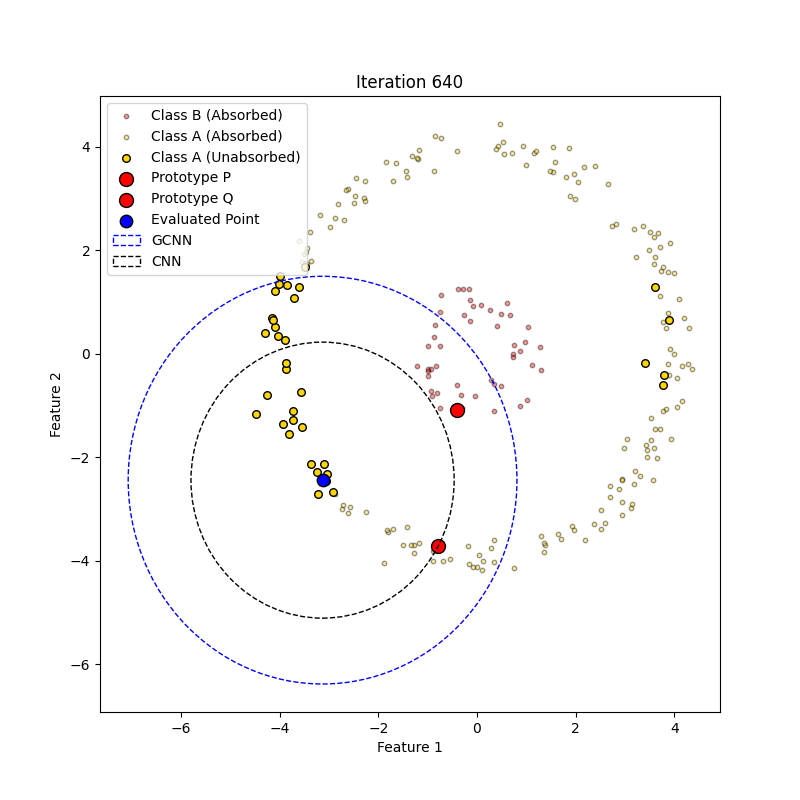 Iteration 640
Class B (Absorbed)
Class A (Absorbed)
Class A (Unabsorbed)
Prototype P
Prototype Q
Evaluated Point
GCNN
CNN
4
2
0
−2
−4
−6
Feature 2
−6
−4
−2
0
2
4
Feature 1